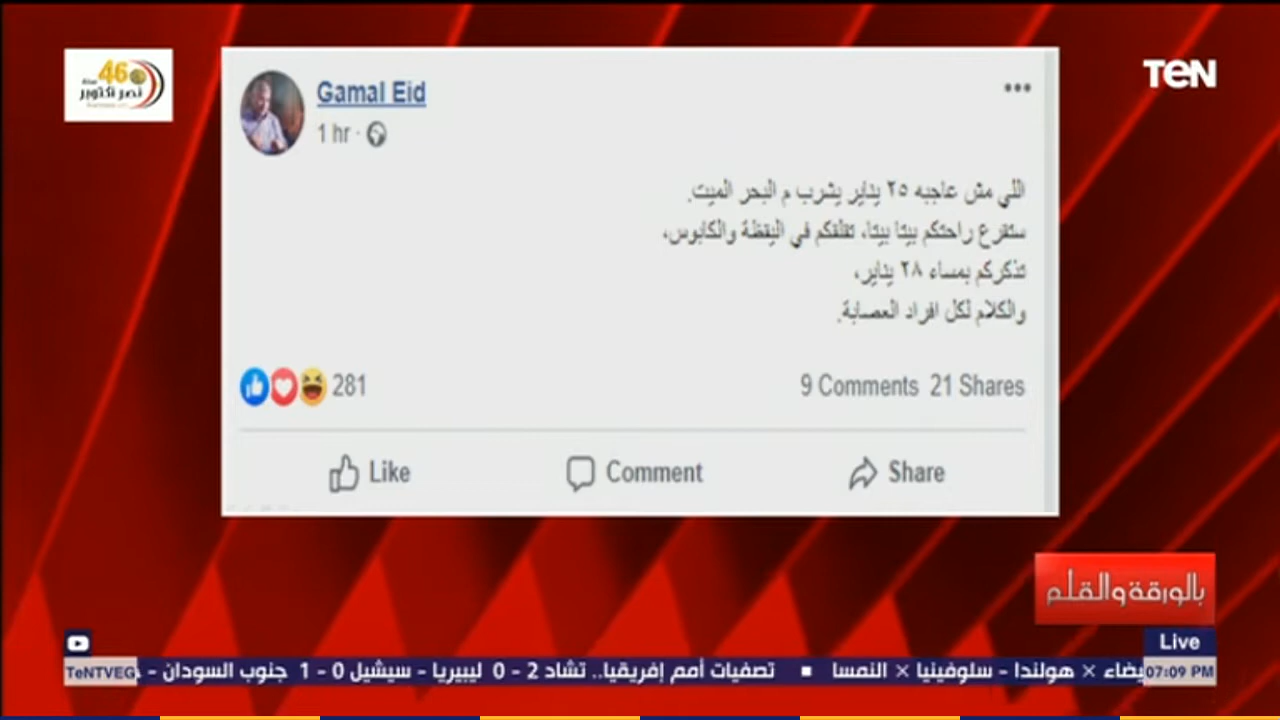 46
سنة
نصر أكتوبر
TeN
Gamal Eid
1 hr ·
اللي مش عاجبه ٢٥ يناير يشرب م البحر الميت.
ستقرع راحتكم بيتا بيتا، تقلقكم في اليقظة والكابوس،
تذكركم بمساء ٢٨ يناير،
والكلام لكل افراد العصابة.
281
9 Comments 21 Shares
Like Comment Share
بالورقة والقلم
Live
07:09 PM
يضاء × هولندا - سلوفينيا × النمسا ■ تصفيات أمم إفريقيا.. تشاد 2 - 0 ليبيريا - سيشيل 0 - 1 جنوب السودان -
TeNTVEG